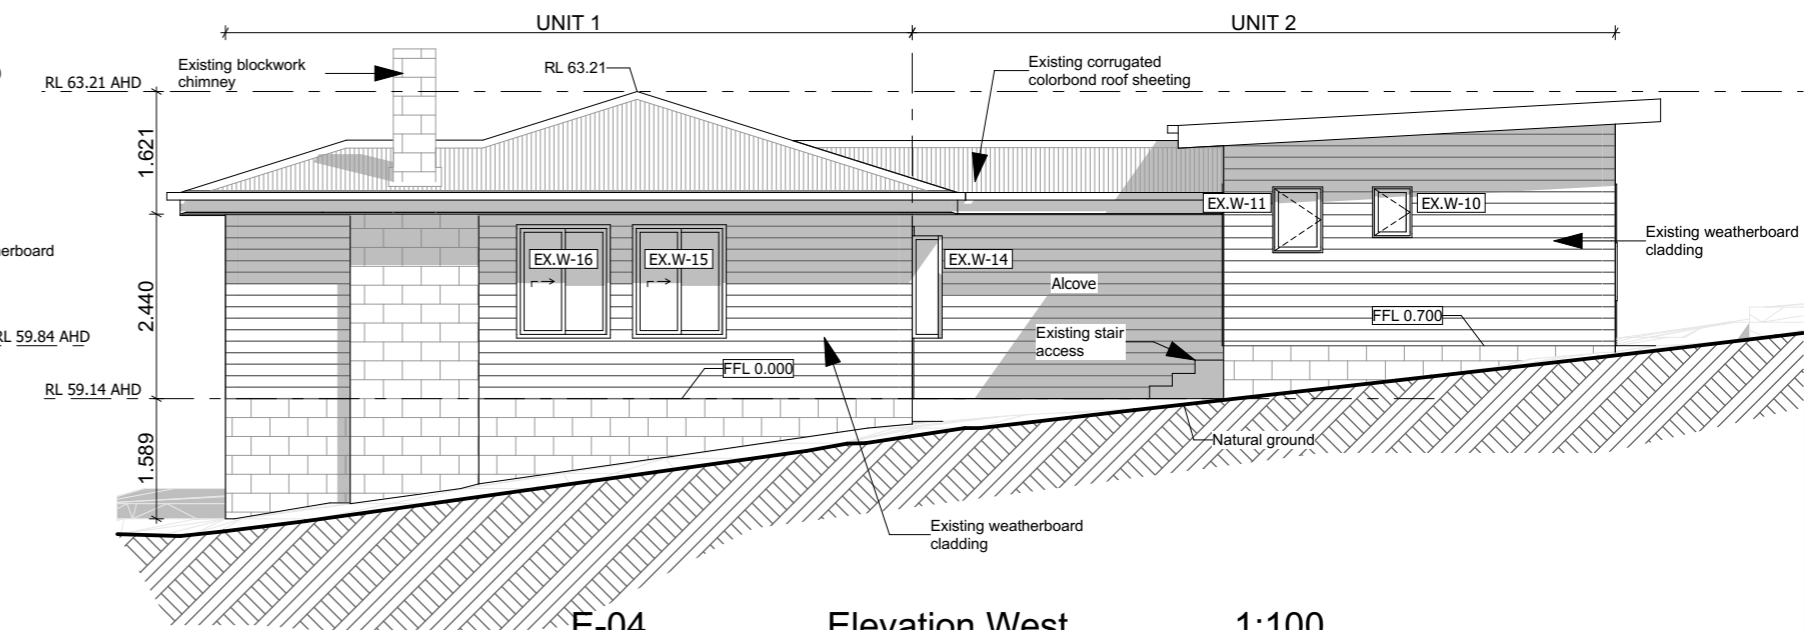 UNIT 1
UNIT 2
Existing blockwork
chimney
RL 63.21
Existing corrugated
colorbond roof sheeting
RL 63.21 AHD
1.621
EX.W-11
EX.W-10
Existing weatherboard
cladding
EX.W-16
EX.W-15
EX.W-14
Alcove
2.440
RL 59.84 AHD
FFL 0.700
Existing stair
access
FFL 0.000
RL 59.14 AHD
1.589
Natural ground
Existing weatherboard
cladding
E-04
Elevation West
1:100